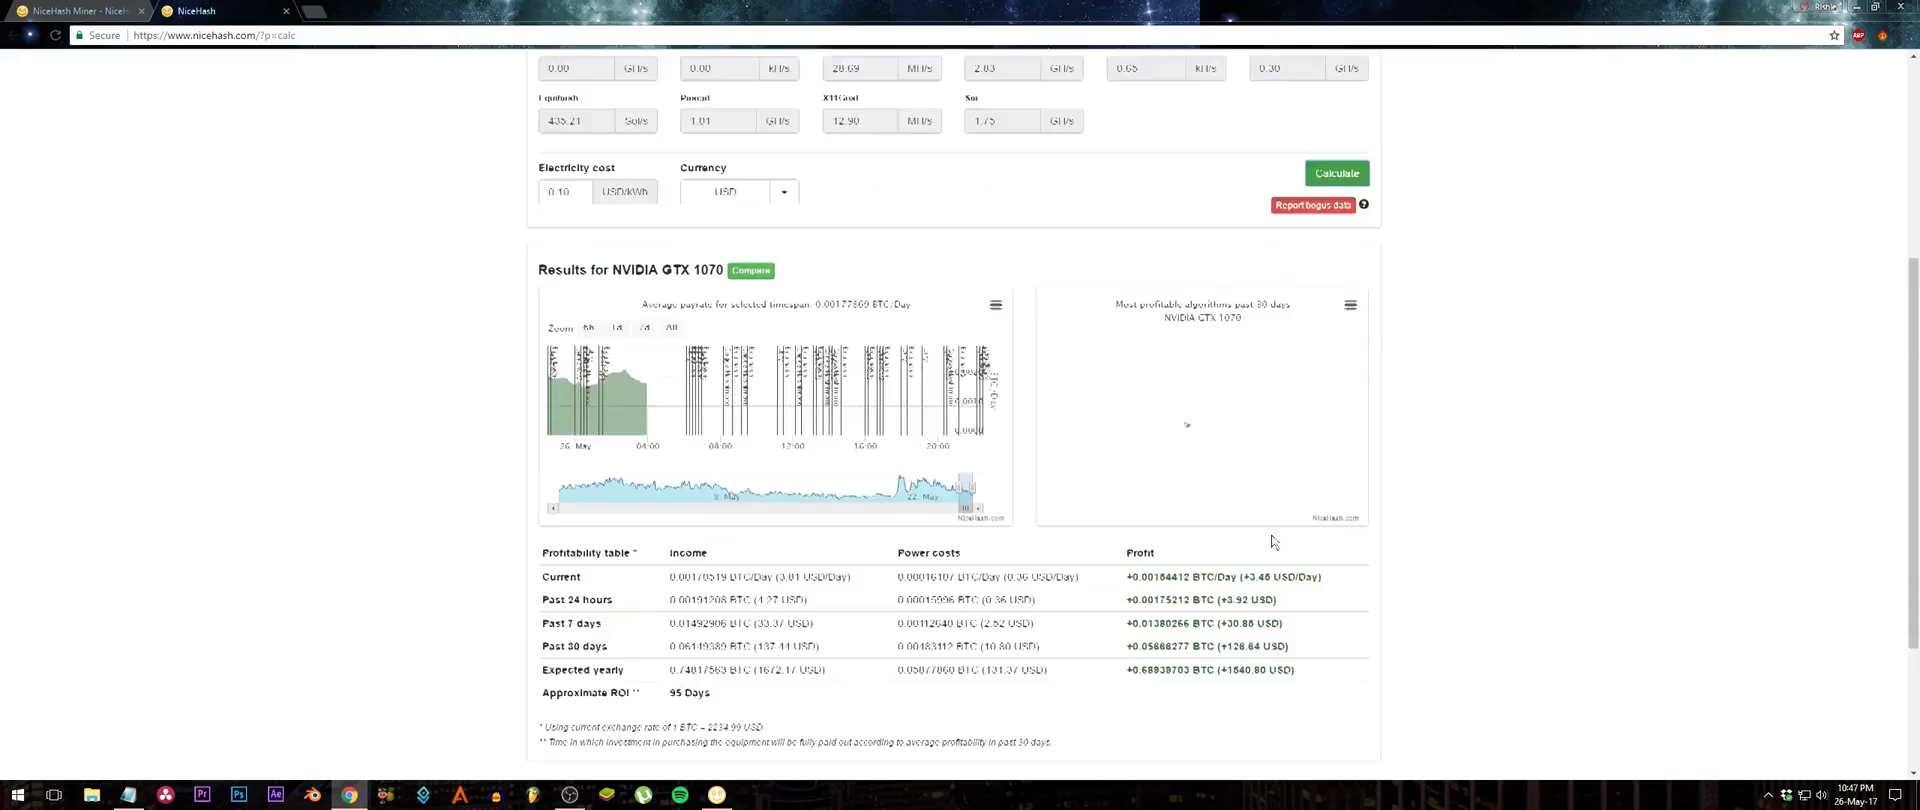 NiceHash Miner - NiceH
NiceHash
Rishie
Secure https://www.nicehash.com/?p=calc
ABP
0.00 GH/s 0.00 kH/s 28.69 MH/s 2.83 GH/s 0.65 kH/s 0.30 GH/s
Equihash Pascal X11Gost Sia
435.21 Sol/s 1.01 GH/s 12.90 MH/s 1.75 GH/s
Electricity cost Currency
0.10 USD/kWh USD
Calculate
Report bogus data
Results for NVIDIA GTX 1070 Compare
Average payrate for selected timespan: 0.00177869 BTC/Day
Zoom 6h 1d 7d All
BTC/Day
0.0000
26. May 04:00 08:00 12:00 16:00 20:00
8. May 22. May
NiceHash.com
Most profitable algorithms past 30 days
NVIDIA GTX 1070
NiceHash.com
Profitability table * Income Power costs Profit
Current 0.00170519 BTC/Day (3.81 USD/Day) 0.00016107 BTC/Day (0.36 USD/Day) +0.00154412 BTC/Day (+3.45 USD/Day)
Past 24 hours 0.00191208 BTC (4.27 USD) 0.00015996 BTC (0.36 USD) +0.00175212 BTC (+3.92 USD)
Past 7 days 0.01492906 BTC (33.37 USD) 0.00112640 BTC (2.52 USD) +0.01380266 BTC (+30.85 USD)
Past 30 days 0.06149389 BTC (137.44 USD) 0.00483112 BTC (10.80 USD) +0.05666277 BTC (+126.64 USD)
Expected yearly 0.74817563 BTC (1672.17 USD) 0.05877860 BTC (131.37 USD) +0.68939703 BTC (+1540.80 USD)
Approximate ROI ** 95 Days
* Using current exchange rate of 1 BTC = 2234.99 USD
** Time in which investment in purchasing the equipment will be fully paid out according to average profitability in past 30 days.
Pr Ps Ae
10:47 PM
26-May-17